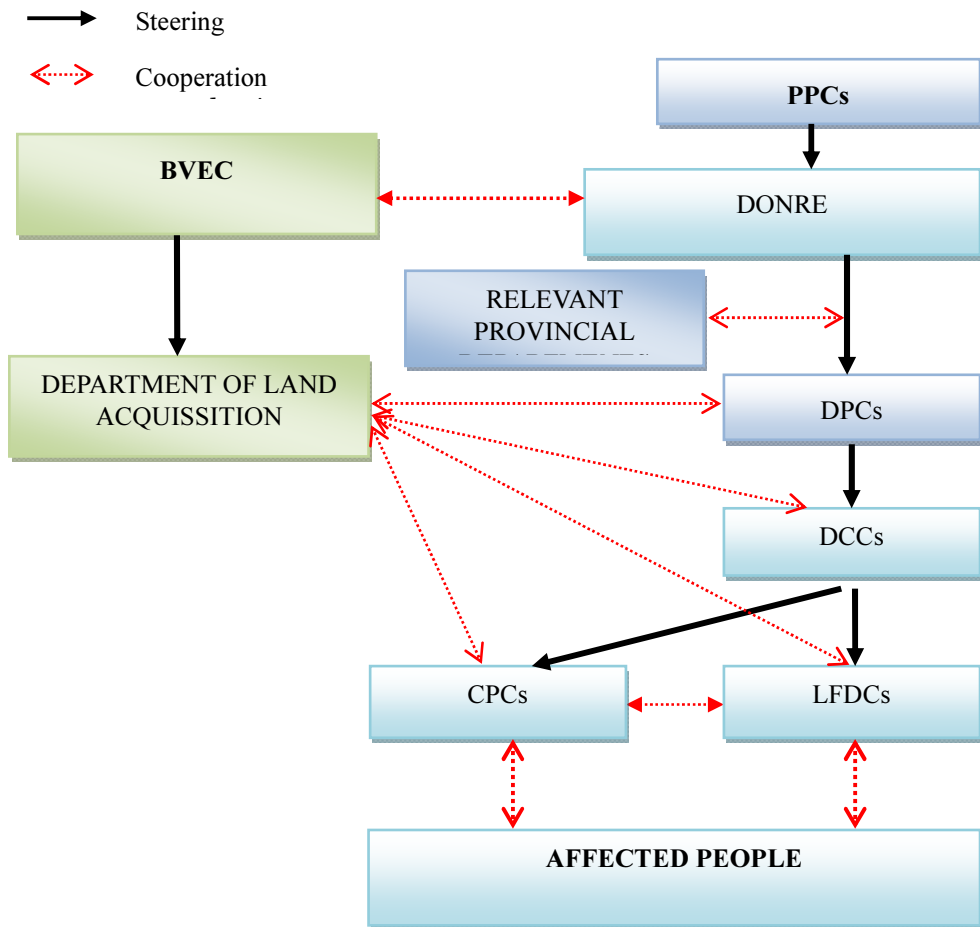 Steering
Cooperation
PPCs
BVEC
DONRE
RELEVANT
PROVINCIAL
DEPARTMENT OF LAND
ACQUISSITION
DPCs
DCCs
CPCs
LFDCs
AFFECTED PEOPLE